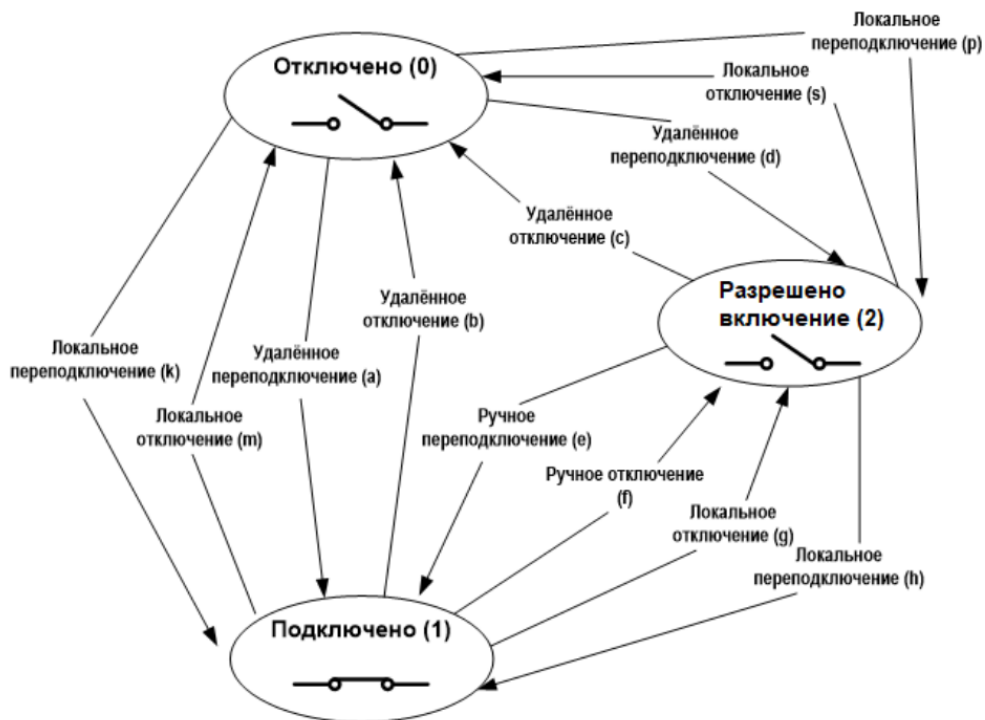 Локальное
переподключение (p)
Отключено (0)
Локальное
отключение (s)
Удалённое
переподключение (d)
Удалённое
отключение (c)
Разрешено
включение (2)
Удалённое
отключение (b)
Локальное
переподключение (k)
Удалённое
переподключение (a)
Локальное
отключение (m)
Ручное
переподключение (e)
Ручное отключение
(f)
Локальное
отключение (g)
Локальное
переподключение (h)
Подключено (1)